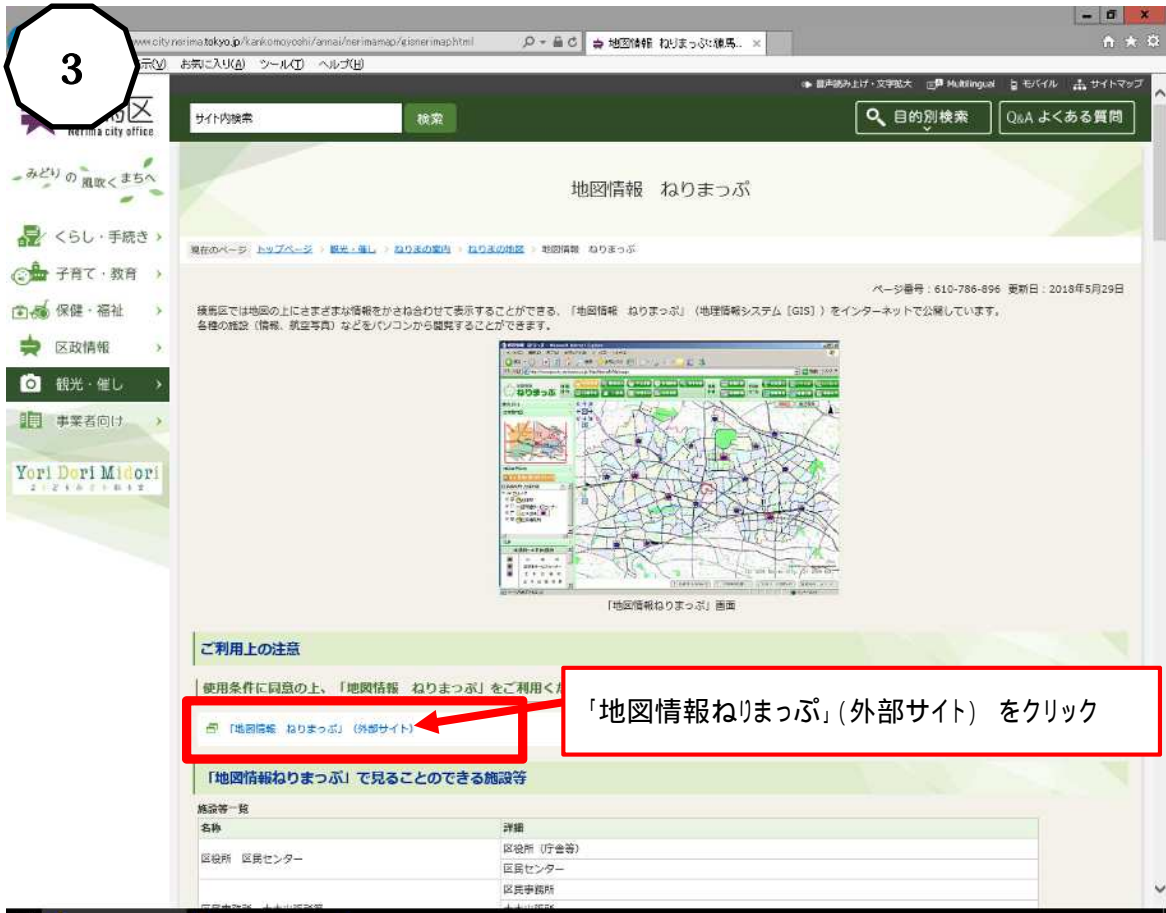 3
www.city.nerima.tokyo.jp/kankomoyoshi/annai/nerimamap/gisnerimap.html
地図情報 ねりまっぷ:練馬..
示(V) お気に入り(A) ツール(T) ヘルプ(H)
音声読み上げ・文字拡大 Multilingual モバイル サイトマップ
区
Nerima city office
サイト内検索 検索
目的別検索 Q&A よくある質問
みどりの風吹くまちへ
地図情報 ねりまっぷ
くらし・手続き
子育て・教育
保健・福祉
区政情報
観光・催し
事業者向け
Yori Dori Midori
現在のページ トップページ > 観光・催し > ねりまの案内 > ねりまの地図 > 地図情報 ねりまっぷ
ページ番号:610-786-896 更新日:2018年5月29日
練馬区では地図の上にさまざまな情報をかさね合わせて表示することができる、「地図情報 ねりまっぷ」(地理情報システム[GIS])をインターネットで公開しています。
各種の施設(情報、航空写真)などをパソコンから閲覧することができます。
ねりまっぷ
「地図情報ねりまっぷ」画面
ご利用上の注意
使用条件に同意の上、「地図情報 ねりまっぷ」をご利用くだ
「地図情報 ねりまっぷ」(外部サイト)
「地図情報ねりまっぷ」(外部サイト) をクリック
「地図情報ねりまっぷ」で見ることのできる施設等
施設等一覧
名称 詳細
区役所 区民センター
区役所(庁舎等)
区民センター
区民事務所